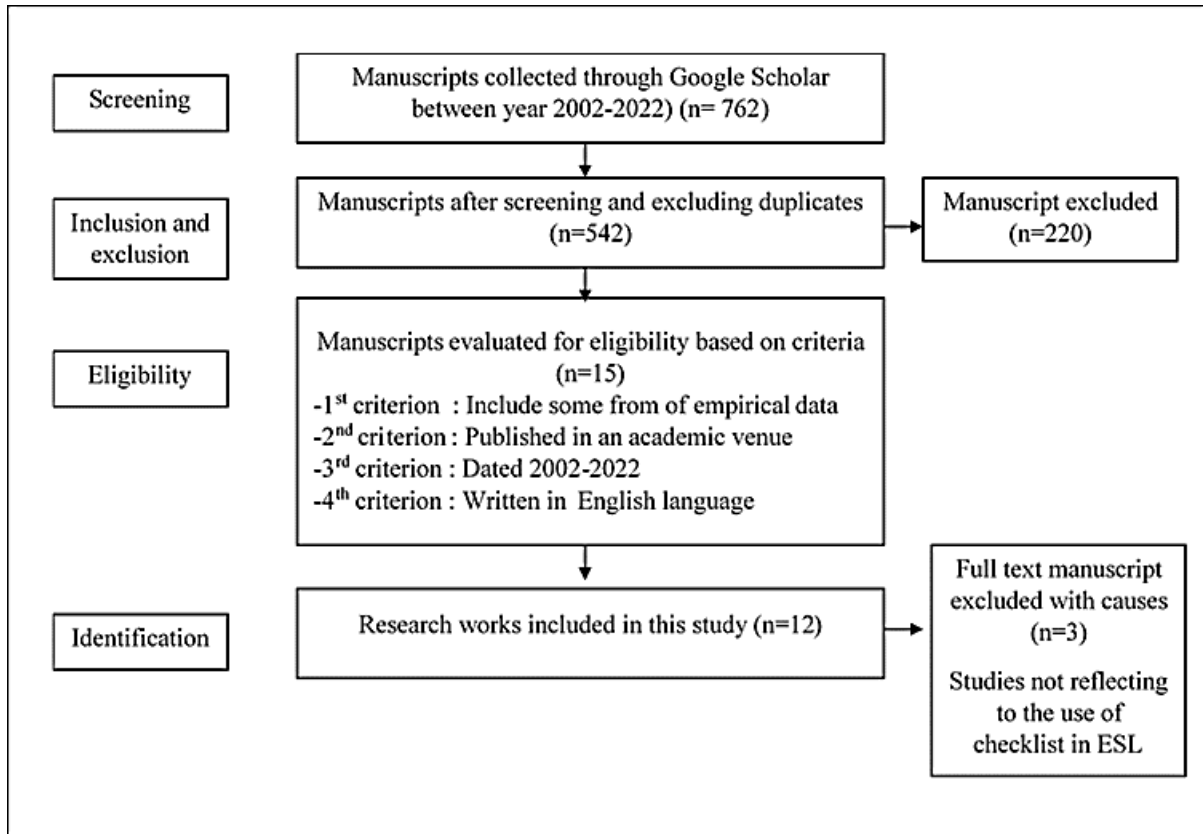 Screening
Manuscripts collected through Google Scholar
between year 2002-2022) (n= 762)
Inclusion and
exclusion
Manuscripts after screening and excluding duplicates
(n=542)
Manuscript excluded
(n=220)
Eligibility
Manuscripts evaluated for eligibility based on criteria
(n=15)
-1st criterion : Include some from of empirical data
-2nd criterion : Published in an academic venue
-3rd criterion : Dated 2002-2022
-4th criterion : Written in English language
Identification
Research works included in this study (n=12)
Full text manuscript
excluded with causes
(n=3)
Studies not reflecting
to the use of
checklist in ESL